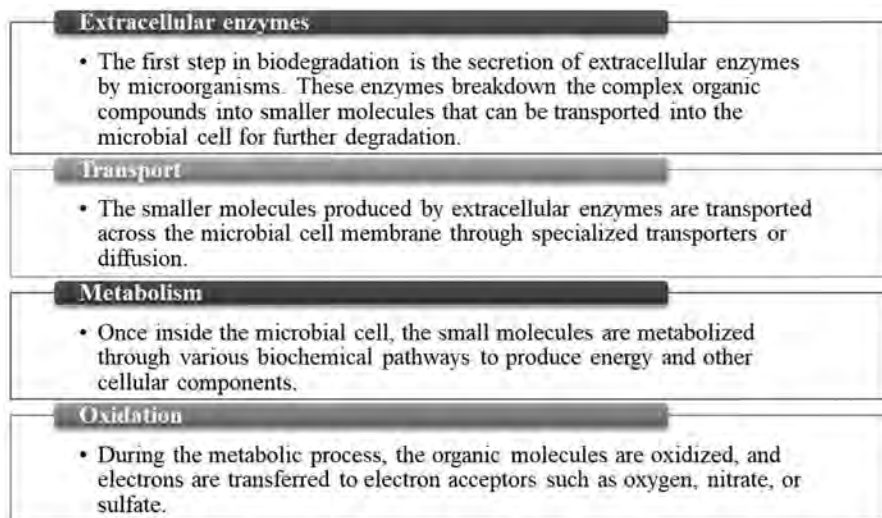 Extracellular enzymes
• The first step in biodegradation is the secretion of extracellular enzymes
by microorganisms. These enzymes breakdown the complex organic
compounds into smaller molecules that can be transported into the
microbial cell for further degradation.
Transport
• The smaller molecules produced by extracellular enzymes are transported
across the microbial cell membrane through specialized transporters or
diffusion.
Metabolism
• Once inside the microbial cell, the small molecules are metabolized
through various biochemical pathways to produce energy and other
cellular components.
Oxidation
• During the metabolic process, the organic molecules are oxidized, and
electrons are transferred to electron acceptors such as oxygen, nitrate, or
sulfate.